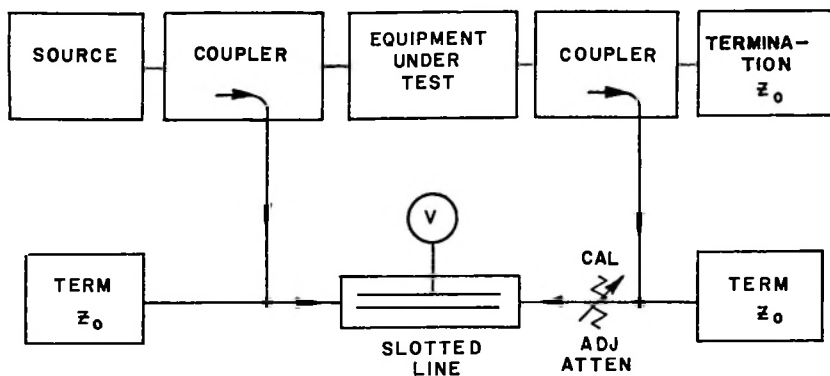 SOURCE
COUPLER
EQUIPMENT
UNDER
TEST
COUPLER
TERMINA-
TION
Z₀
V
TERM
Z₀
CAL
TERM
Z₀
SLOTTED
LINE
ADJ
ATTEN